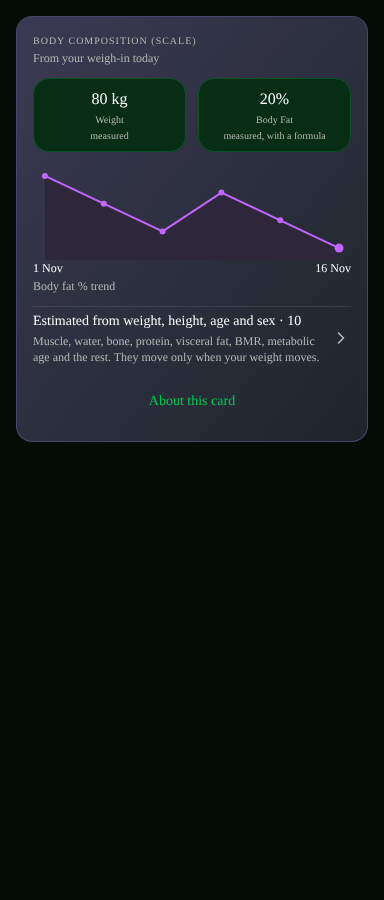 BODY COMPOSITION (SCALE)
From your weigh-in today
80 kg
Weight
measured
20%
Body Fat
measured, with a formula
1 Nov
16 Nov
Body fat % trend
Estimated from weight, height, age and sex · 10
Muscle, water, bone, protein, visceral fat, BMR, metabolic
age and the rest. They move only when your weight moves.
About this card